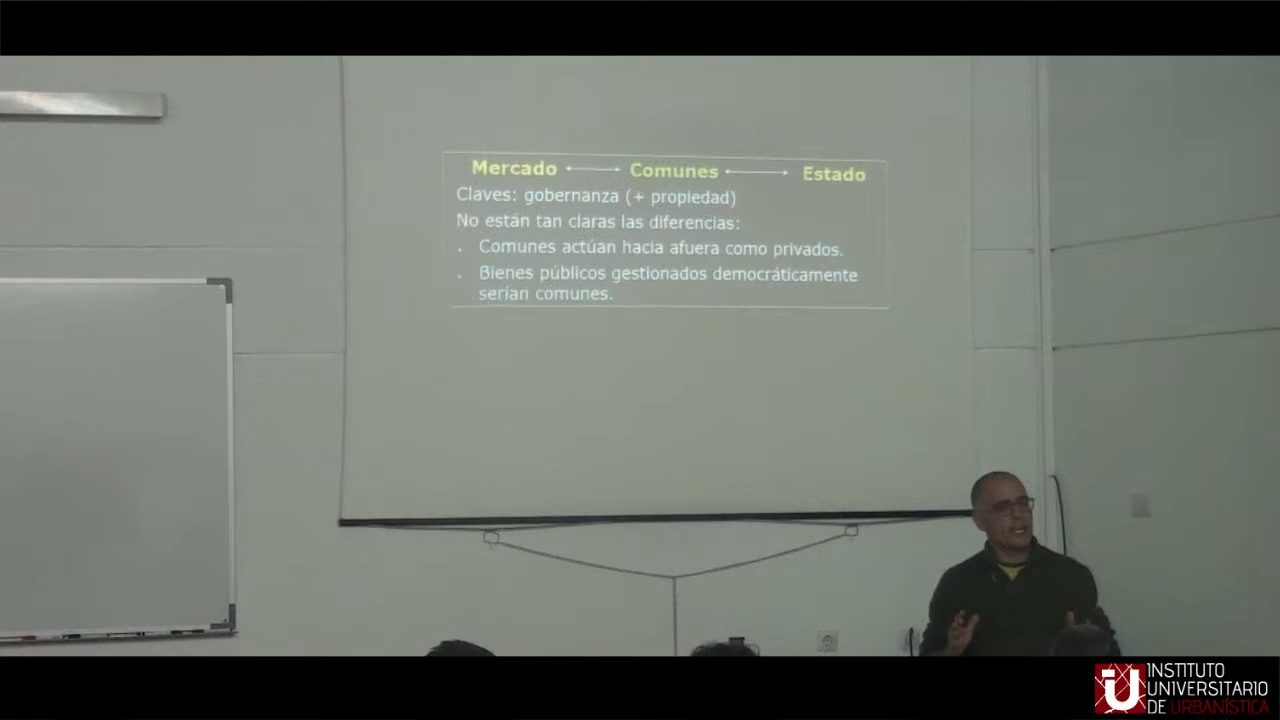 Mercado Comunes Estado
Claves: gobernanza (+ propiedad)
No están tan claras las diferencias:
. Comunes actúan hacia afuera como privados.
. Bienes públicos gestionados democráticamente
serían comunes.
INSTITUTO
UNIVERSITARIO
DE URBANÍSTICA